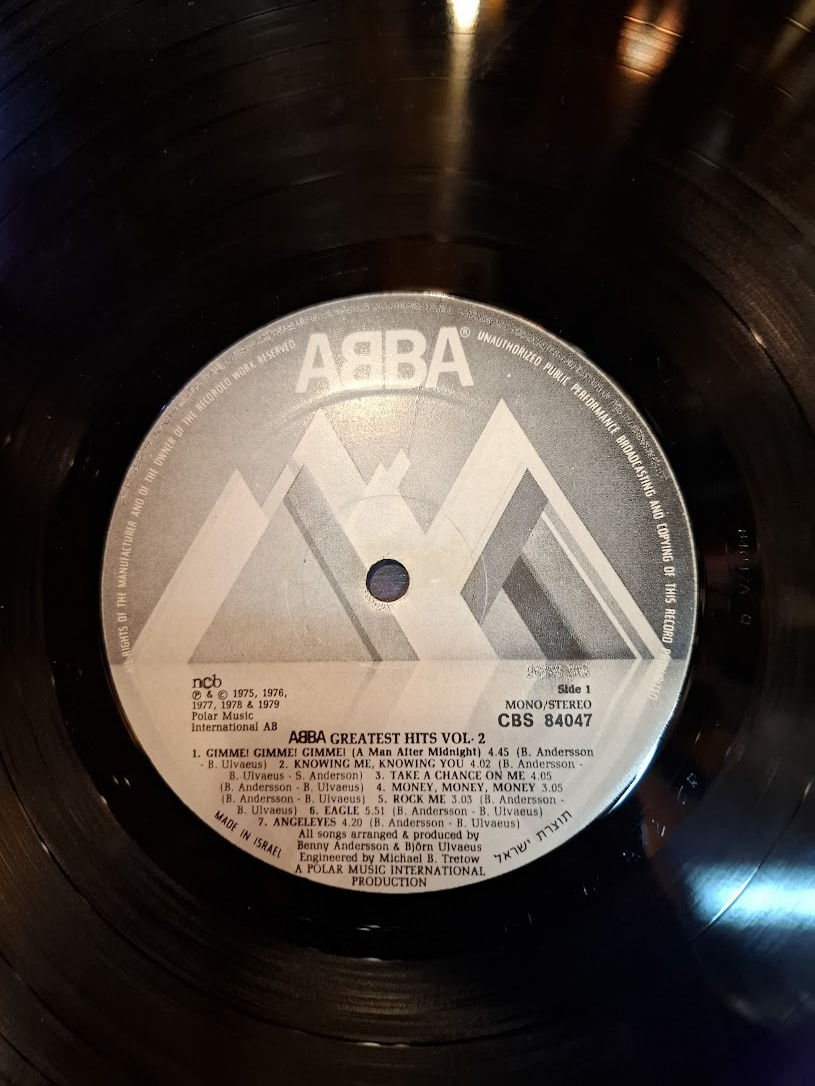 ABBA®
ALL RIGHTS OF THE MANUFACTURER AND OF THE OWNER OF THE RECORDED WORK RESERVED
UNAUTHORIZED PUBLIC PERFORMANCE BROADCASTING AND COPYING OF THIS RECORD PROHIBITED
ncb
℗ & © 1975, 1976,
1977, 1978 & 1979
Polar Music
International AB
Side 1
MONO/STEREO
CBS 84047
ABBA GREATEST HITS VOL· 2
1. GIMME! GIMME! GIMME! (A Man After Midnight) 4.45 (B. Andersson
- B. Ulvaeus) 2. KNOWING ME, KNOWING YOU 4.02 (B. Andersson -
B. Ulvaeus - S. Anderson) 3. TAKE A CHANCE ON ME 4.05
(B. Andersson - B. Ulvaeus) 4. MONEY, MONEY, MONEY 3.05
(B. Andersson - B. Ulvaeus) 5. ROCK ME 3.03 (B. Andersson -
B. Ulvaeus) 6. EAGLE 5.51 (B. Andersson - B. Ulvaeus)
7. ANGELEYES 4.20 (B. Andersson - B. Ulvaeus)
All songs arranged & produced by
Benny Andersson & Björn Ulvaeus
Engineered by Michael B. Tretow
A POLAR MUSIC INTERNATIONAL
PRODUCTION
MADE IN ISRAEL
תוצרת ישראל